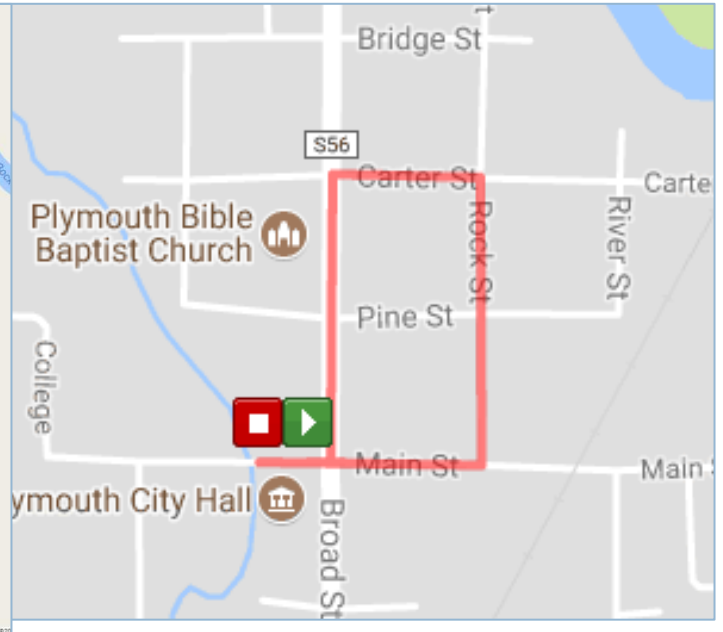 Bridge St
S56
Carter St
Carte
Plymouth Bible
Baptist Church
Rock St
River St
Pine St
College
Main St
Main
ymouth City Hall
Broad St